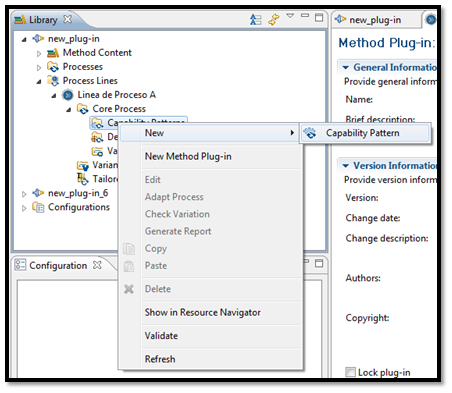 Library
new_plug-in
Method Content
Processes
Process Lines
Linea de Proceso A
Core Process
Capability Patterns
De
Va
Varian
Tailore
new_plug-in_6
Configurations
New
Capability Pattern
New Method Plug-in
Edit
Adapt Process
Check Variation
Generate Report
Copy
Paste
Delete
Show in Resource Navigator
Validate
Refresh
Configuration
new_plug-in
Method Plug-in:
General Informatio
Provide general inform
Name:
Brief description:
Version Information
Provide version inform
Version:
Change date:
Change description:
Authors:
Copyright:
Lock plug-in